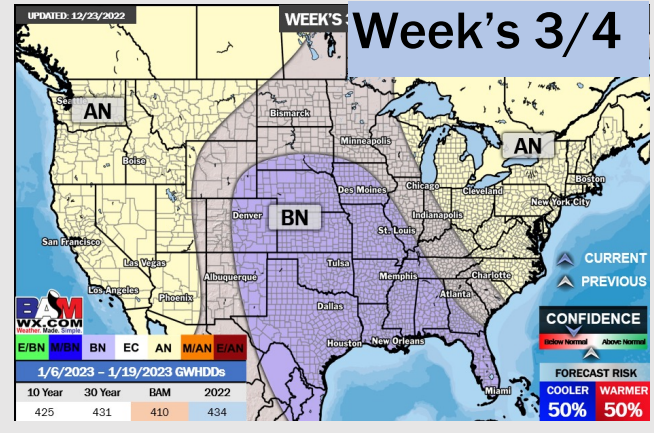 UPDATED: 12/23/2022
WEEK'S 3
Week's 3/4
Seattle
AN
Bismarck
Minneapolis
AN
Boise
Boston
Des Moines
Chicago
Cleveland
New York City
Denver
BN
Indianapolis
San Francisco
St. Louis
CURRENT
Las Vegas
Albuquerque
Tulsa
Memphis
Charlotte
PREVIOUS
Los Angeles
Phoenix
Atlanta
Dallas
BAM
WX.COM
Weather. Made. Simple.
CONFIDENCE
Below Normal Above Normal
Houston
New Orleans
E/BN M/BN BN EC AN M/AN E/AN
Miami
FORECAST RISK
COOLER WARMER
50% 50%
1/6/2023 – 1/19/2023 GWHDDs
10 Year 30 Year BAM 2022
425 431 410 434